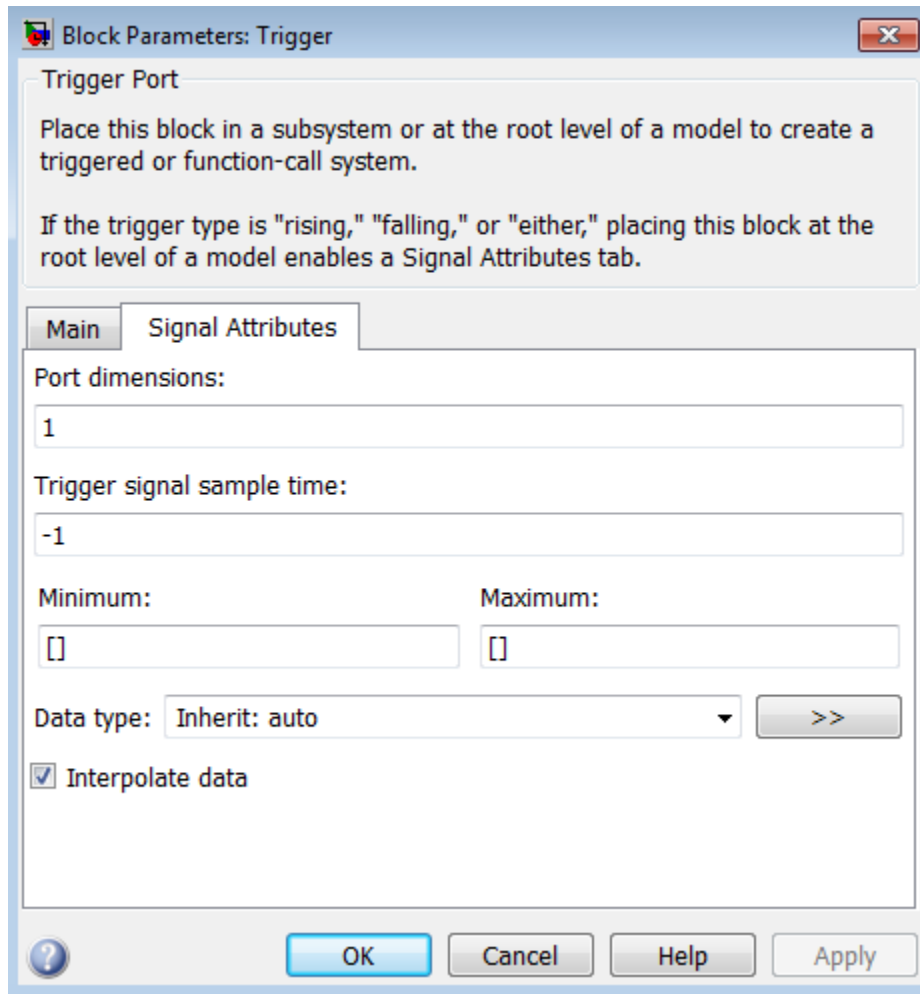 Block Parameters: Trigger
Trigger Port
Place this block in a subsystem or at the root level of a model to create a
triggered or function-call system.
If the trigger type is "rising," "falling," or "either," placing this block at the
root level of a model enables a Signal Attributes tab.
Main Signal Attributes
Port dimensions:
1
Trigger signal sample time:
-1
Minimum: Maximum:
[] []
Data type: Inherit: auto >>
Interpolate data
? OK Cancel Help Apply